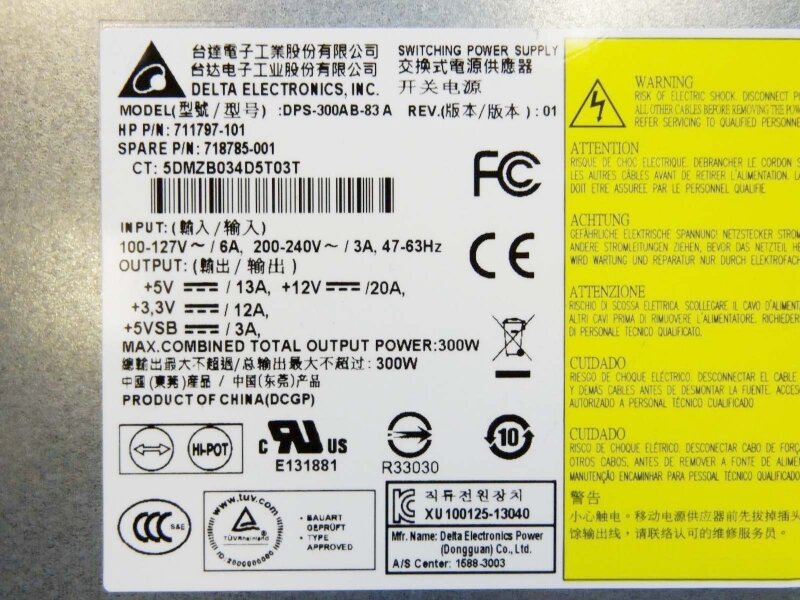 台達電子工業股份有限公司
台达电子工业股份有限公司
DELTA ELECTRONICS, INC.
SWITCHING POWER SUPPLY
交換式電源供應器
开关电源
MODEL(型號/型号) :DPS-300AB-83 A REV.(版本/版本) : 01
HP P/N: 711797-101
SPARE P/N: 718785-001
CT: 5DMZB034D5T03T
FC
CE
INPUT: (輸入/输入)
100-127V ~ / 6A, 200-240V ~ / 3A, 47-63Hz
OUTPUT: (輸出/输出)
+5V ⎓ / 13A, +12V ⎓ /20A,
+3,3V ⎓ / 12A,
+5VSB ⎓ / 3A,
MAX.COMBINED TOTAL OUTPUT POWER:300W
總輸出最大不超過/总输出最大不超过: 300W
中國(東莞)產品 / 中国(东莞)产品
PRODUCT OF CHINA(DCGP)
HI-POT
c RU US
E131881
R33030
10
CCC S&E
www.tuv.com
TÜVRheinland
ID:2000000000
• BAUART
GEPRÜFT
• TYPE
APPROVED
직류전원장치
XU100125-13040
Mfr. Name: Delta Electronics Power
(Dongguan) Co., Ltd.
A/S Center: 1588-3003
WARNING
RISK OF ELECTRIC SHOCK. DISCONNECT
ALL OTHER CABLES BEFORE REMOVING THE
REFER SERVICING TO QUALIFIED
ATTENTION
RISQUE DE CHOC ELECTRIQUE. DEBRANCHER LE CORDON
LES AUTRES CÂBLES AVANT DE RETIRER L'ALIMENTATION.
DOIT ETRE ASSUREE PAR LE PERSONNEL QUALIFIE
ACHTUNG
GEFÄHRLICHE ELEKTRISCHE SPANNUNG! NETZSTECKER
ANDERE STROMLEITUNGEN ZIEHEN, BEVOR DAS NETZTEIL
WIRD WARTUNG UND REPARATUR NUR DURCH
ATTENZIONE
RISCHIO DI SCOSSA ELETTRICA. SCOLLEGARE IL CAVO
ALTRI CAVI PRIMA DI RIMUOVERE L'ALIMENTATORE.
DI PERSONALE TECNICO QUALIFICATO.
CUIDADO
RIESGO DE CHOQUE ELÉCTRICO. DESCONNECTAR EL CABLE
Y DEMAS CABLES ANTES DE DESMONTAR LA FUENTE.
AUTORIZADO A PERSONAL TÉCNICO CUALIFICADO
CUIDADO
RISCO DE CHOQUE ELÉTRICO. DESCONECTAR CABO DE
OTROS CABOS, ANTES DE REMOVER A FONTE DE
MANUTENÇÃO ENCAMINHAR PARA PESSOAL TÉCNICO
警告
小心触电。移动电源供应器前先拔掉插头
馀输出线,请联络认可的维修服务员。